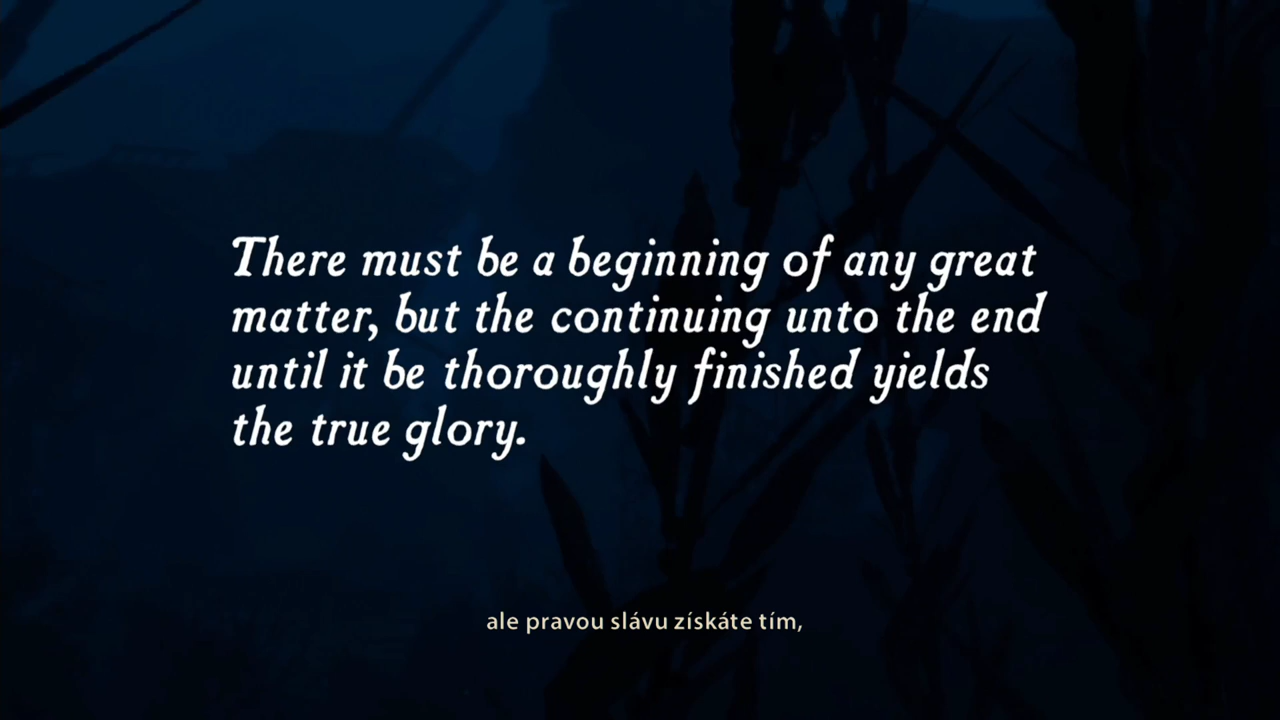 There must be a beginning of any great
matter, but the continuing unto the end
until it be thoroughly finished yields
the true glory.
ale pravou slávu získáte tím,